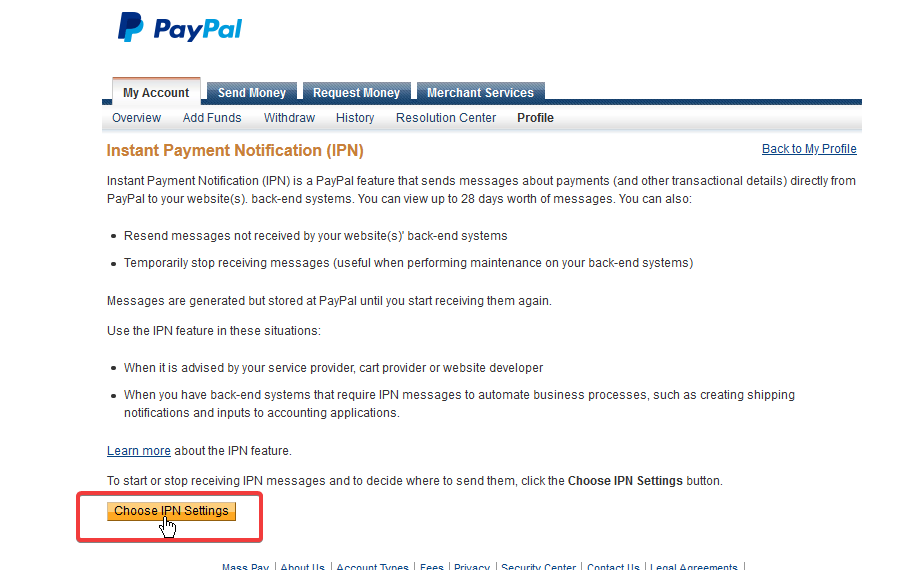 PayPal
My Account Send Money Request Money Merchant Services
Overview Add Funds Withdraw History Resolution Center Profile
Instant Payment Notification (IPN) Back to My Profile
Instant Payment Notification (IPN) is a PayPal feature that sends messages about payments (and other transactional details) directly from
PayPal to your website(s). back-end systems. You can view up to 28 days worth of messages. You can also:
• Resend messages not received by your website(s)' back-end systems
• Temporarily stop receiving messages (useful when performing maintenance on your back-end systems)
Messages are generated but stored at PayPal until you start receiving them again.
Use the IPN feature in these situations:
• When it is advised by your service provider, cart provider or website developer
• When you have back-end systems that require IPN messages to automate business processes, such as creating shipping
notifications and inputs to accounting applications.
Learn more about the IPN feature.
To start or stop receiving IPN messages and to decide where to send them, click the Choose IPN Settings button.
Choose IPN Settings
Mass Pay | About Us | Account Types | Fees | Privacy | Security Center | Contact Us | Legal Agreements |